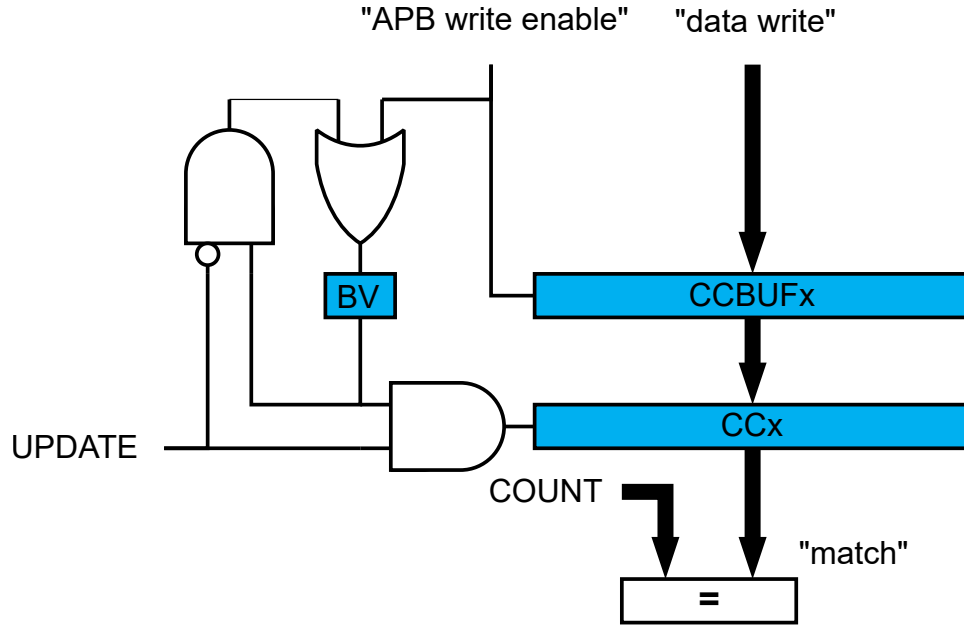 "APB write enable"
"data write"
BV
CCBUFx
UPDATE
CCx
COUNT
"match"
=